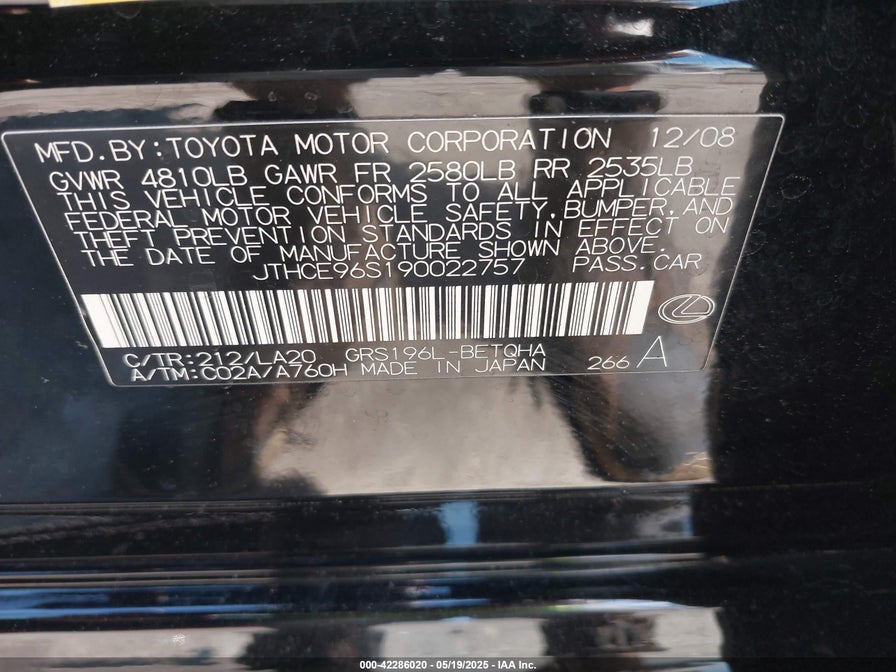 MFD.BY:TOYOTA MOTOR CORPORATION 12/08
GVWR 4810LB GAWR FR 2580LB RR 2535LB
THIS VEHICLE CONFORMS TO ALL APPLICABLE
FEDERAL MOTOR VEHICLE SAFETY,BUMPER,AND
THEFT PREVENTION STANDARDS IN EFFECT ON
THE DATE OF MANUFACTURE SHOWN ABOVE.
JTHCE96S190022757 PASS.CAR
C/TR:212/LA20 GRS196L-BETQHA
A/TM:C02A/A760H MADE IN JAPAN 266 A
000-42286020 - 05/19/2025 - IAA Inc.